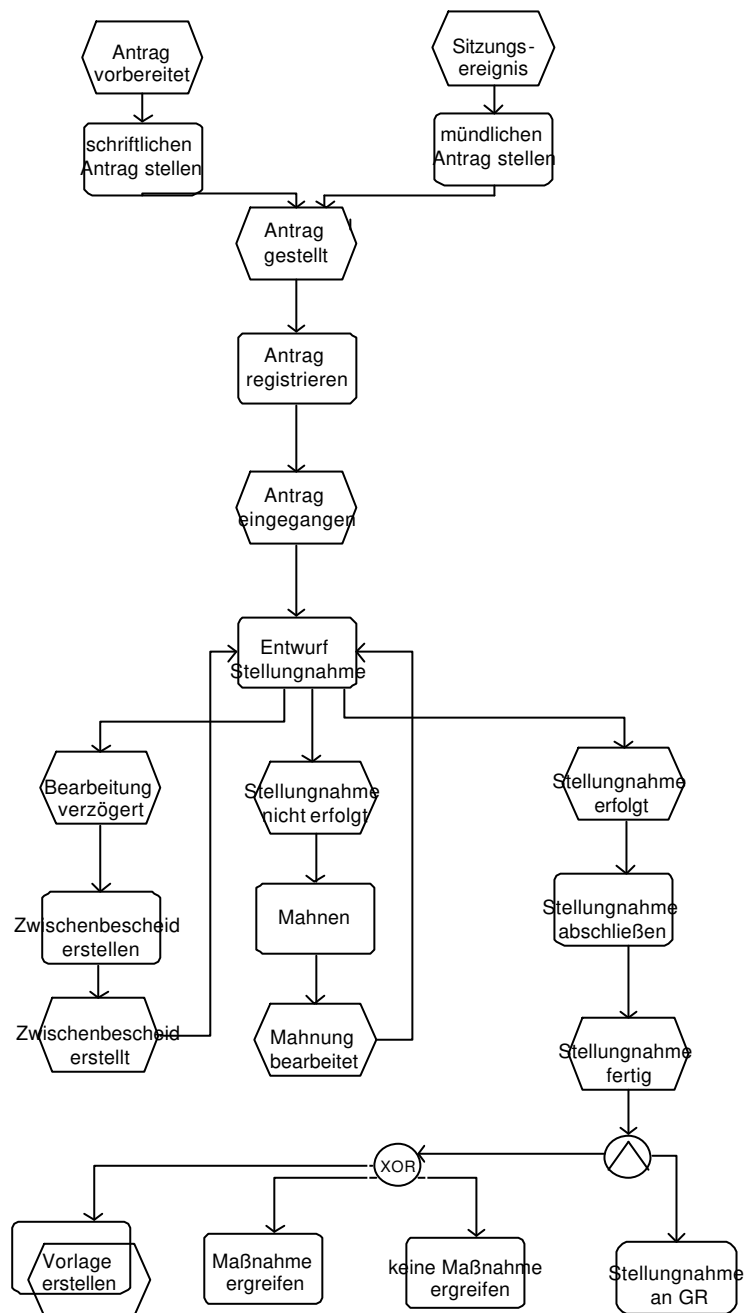 Antrag
vorbereitet
Sitzungs-
ereignis
schriftlichen
Antrag stellen
mündlichen
Antrag stellen
Antrag
gestellt
Antrag
registrieren
Antrag
eingegangen
Entwurf
Stellungnahme
Bearbeitung
verzögert
Stellungnahme
nicht erfolgt
Stellungnahme
erfolgt
Zwischenbescheid
erstellen
Mahnen
Stellungnahme
abschließen
Zwischenbescheid
erstellt
Mahnung
bearbeitet
Stellungnahme
fertig
XOR
Vorlage
erstellen
Maßnahme
ergreifen
keine Maßnahme
ergreifen
Stellungnahme
an GR